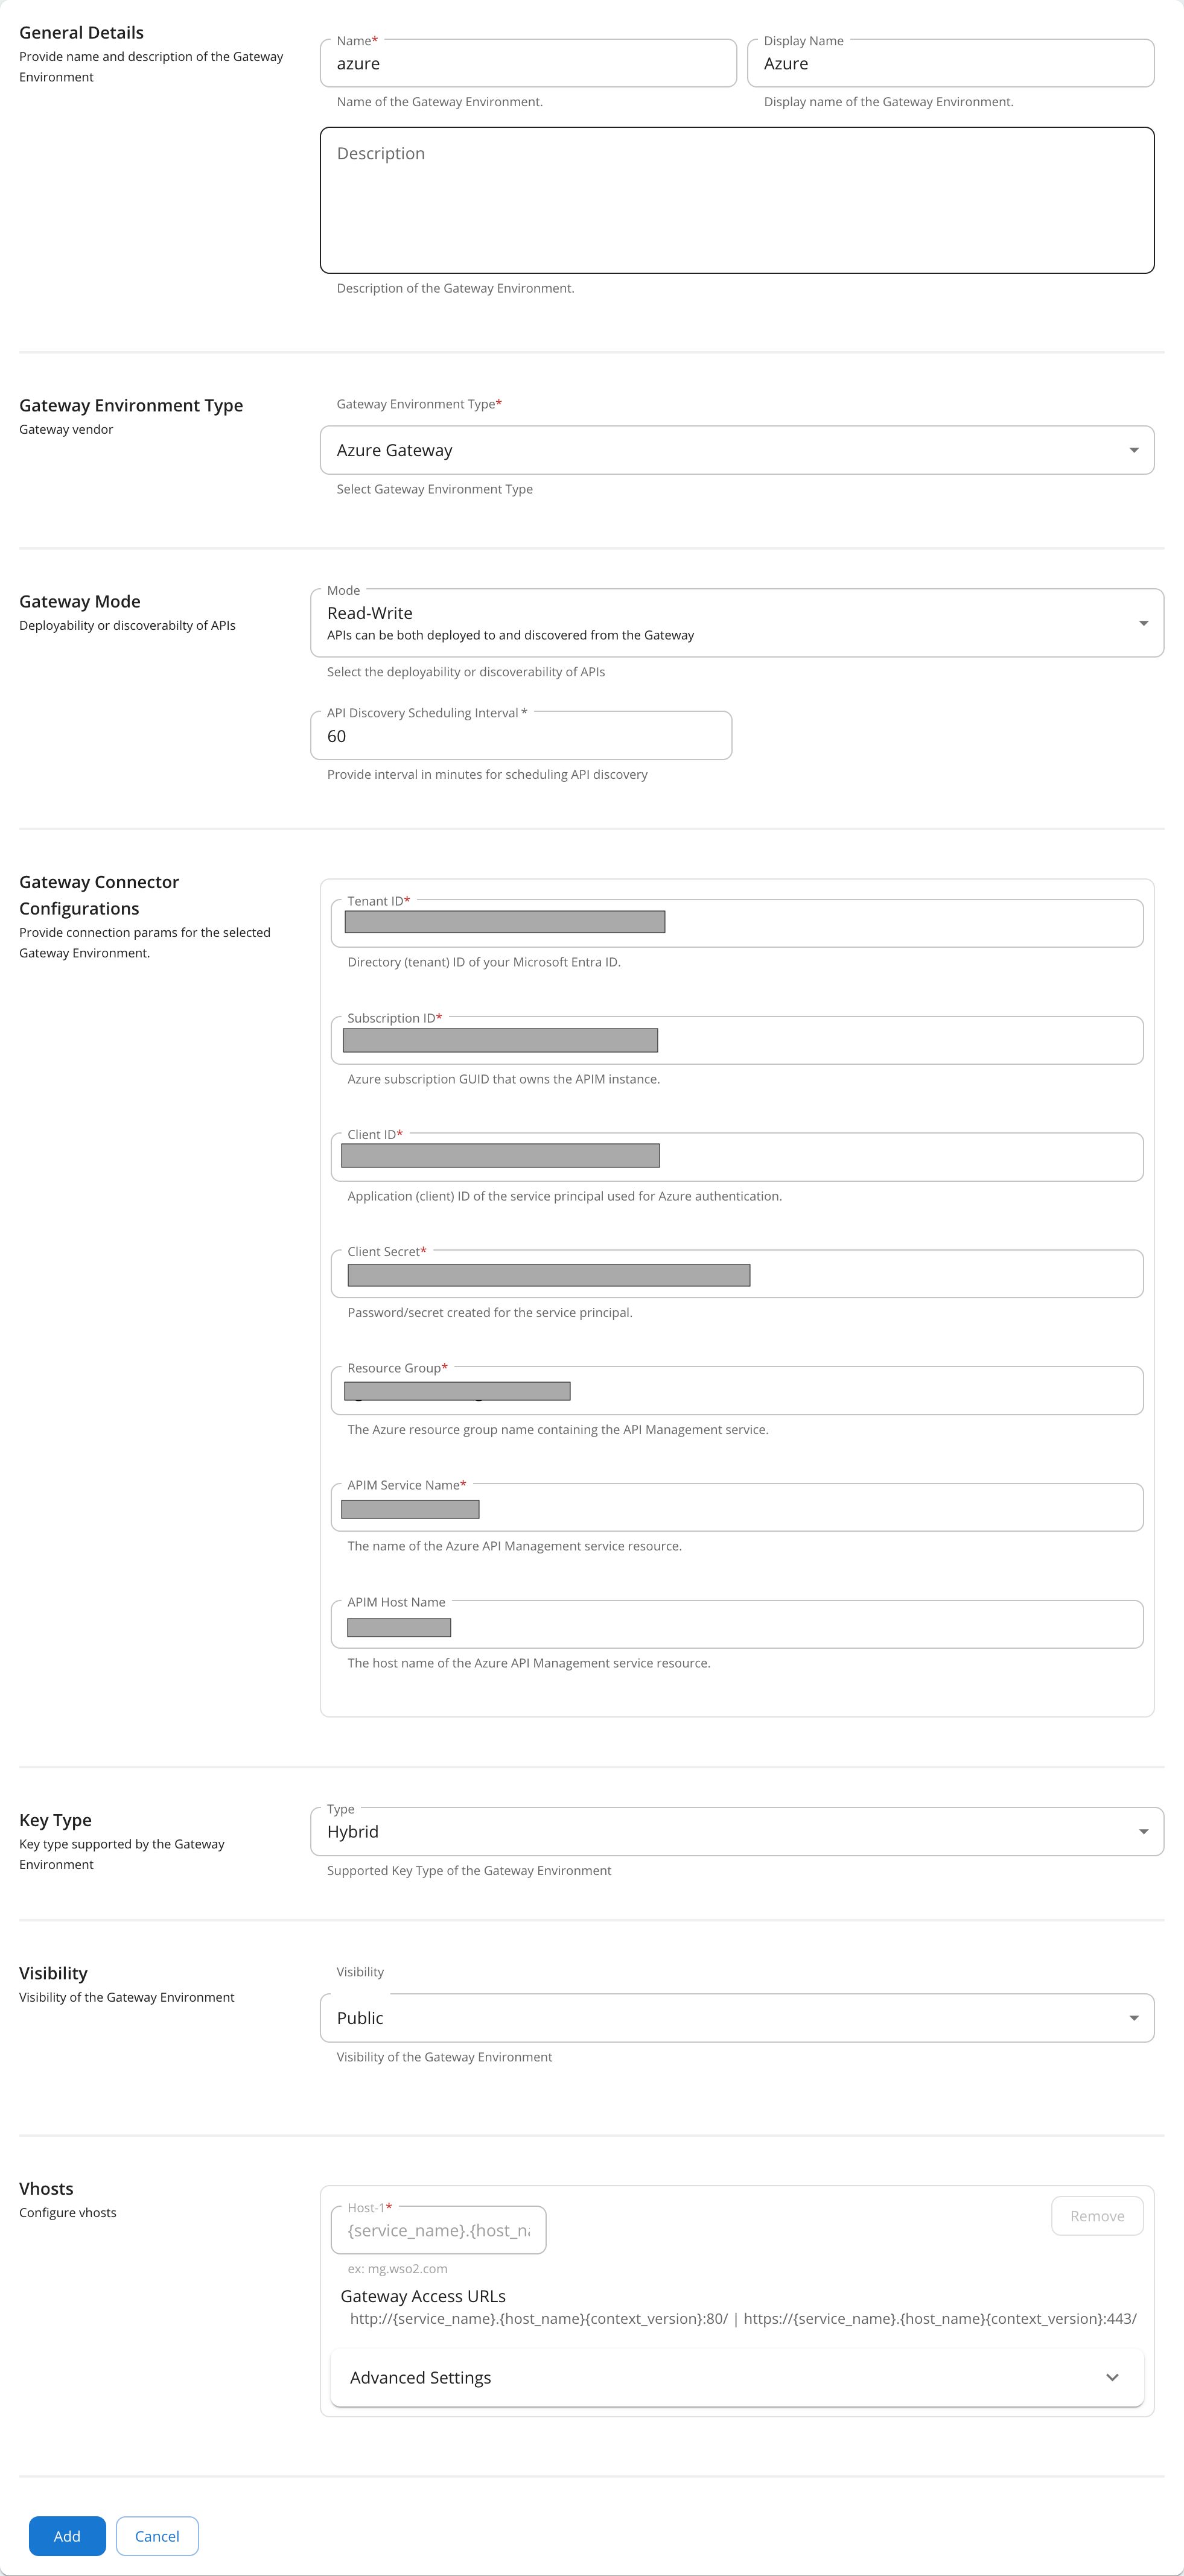 General Details
Provide name and description of the Gateway
Environment
Name*
azure
Name of the Gateway Environment.
Display Name
Azure
Display name of the Gateway Environment.
Description
Description of the Gateway Environment.
Gateway Environment Type
Gateway vendor
Gateway Environment Type*
Azure Gateway
Select Gateway Environment Type
Gateway Mode
Deployability or discoverabilty of APIs
Mode
Read-Write
APIs can be both deployed to and discovered from the Gateway
Select the deployability or discoverability of APIs
API Discovery Scheduling Interval *
60
Provide interval in minutes for scheduling API discovery
Gateway Connector
Configurations
Provide connection params for the selected
Gateway Environment.
Tenant ID*
Directory (tenant) ID of your Microsoft Entra ID.
Subscription ID*
Azure subscription GUID that owns the APIM instance.
Client ID*
Application (client) ID of the service principal used for Azure authentication.
Client Secret*
Password/secret created for the service principal.
Resource Group*
The Azure resource group name containing the API Management service.
APIM Service Name*
The name of the Azure API Management service resource.
APIM Host Name
The host name of the Azure API Management service resource.
Key Type
Key type supported by the Gateway
Environment
Type
Hybrid
Supported Key Type of the Gateway Environment
Visibility
Visibility of the Gateway Environment
Visibility
Public
Visibility of the Gateway Environment
Vhosts
Configure vhosts
Host-1*
{service_name}.{host_n
ex: mg.wso2.com
Remove
Gateway Access URLs
http://{service_name}.{host_name}{context_version}:80/ | https://{service_name}.{host_name}{context_version}:443/
Advanced Settings
Add
Cancel